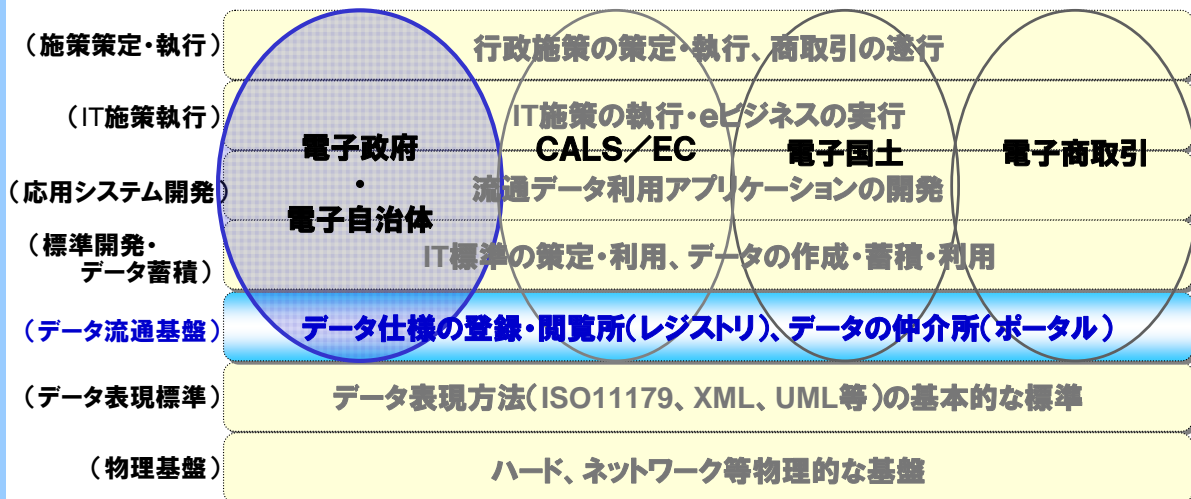 (施策策定・執行)
行政施策の策定・執行、商取引の遂行
(IT施策執行)
IT施策の執行・eビジネスの実行
電子政府
・
電子自治体
CALS/EC
電子国土
電子商取引
(応用システム開発)
流通データ利用アプリケーションの開発
(標準開発・
データ蓄積)
IT標準の策定・利用、データの作成・蓄積・利用
(データ流通基盤)
データ仕様の登録・閲覧所(レジストリ)、データの仲介所(ポータル)
(データ表現標準)
データ表現方法(ISO11179、XML、UML等)の基本的な標準
(物理基盤)
ハード、ネットワーク等物理的な基盤